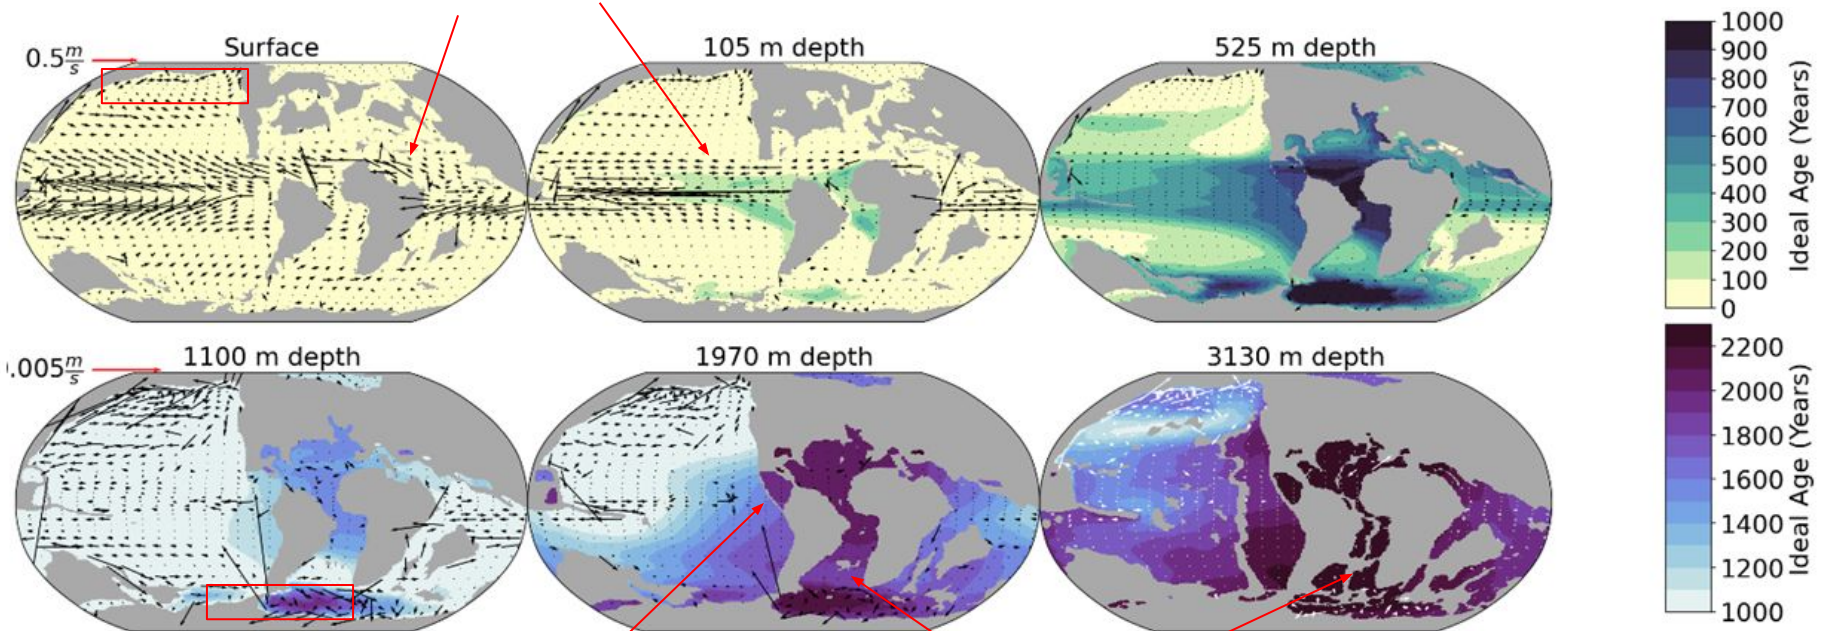 Surface
105 m depth
525 m depth
0.5 m/s
1000
900
800
700
600
500
400
300
200
100
0
Ideal Age (Years)
1100 m depth
1970 m depth
3130 m depth
.005 m/s
2200
2000
1800
1600
1400
1200
1000
Ideal Age (Years)